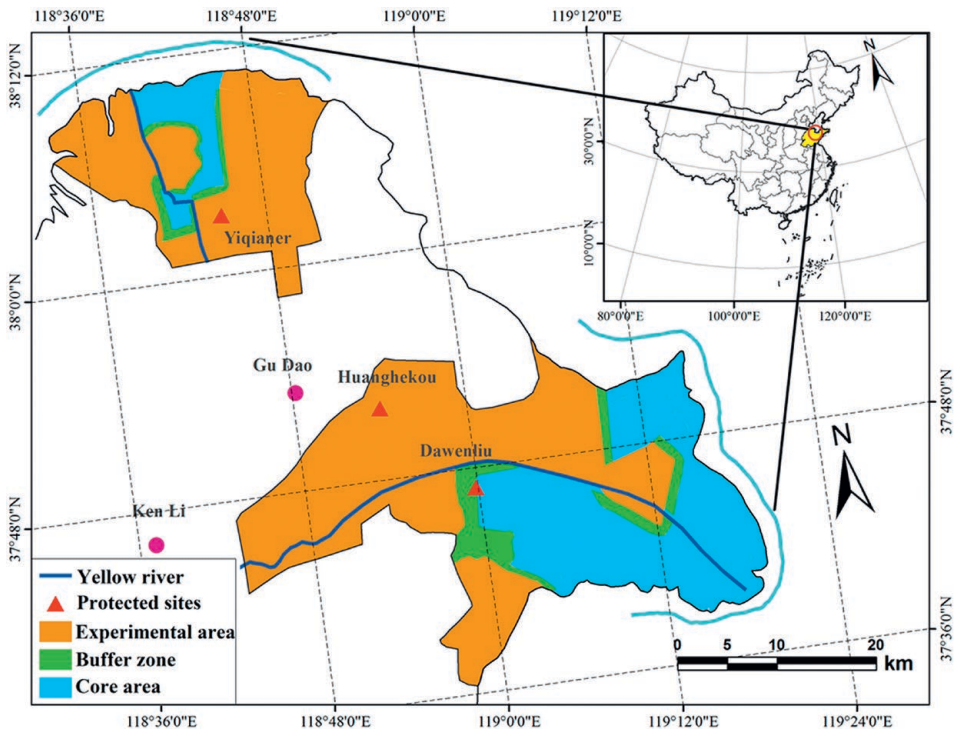 118°36'0"E
118°48'0"E
119°0'0"E
119°12'0"E
38°12'0"N
38°0'0"N
37°48'0"N
37°48'0"N
37°36'0"N
N
30°0'0"N
10°0'0"N
80°0'0"E
100°0'0"E
120°0'0"E
Yiqianer
Gu Dao
Huanghekou
Dawenliu
Ken Li
N
Yellow river
Protected sites
Experimental area
Buffer zone
Core area
0 5 10 20
km
118°36'0"E
118°48'0"E
119°0'0"E
119°12'0"E
119°24'0"E